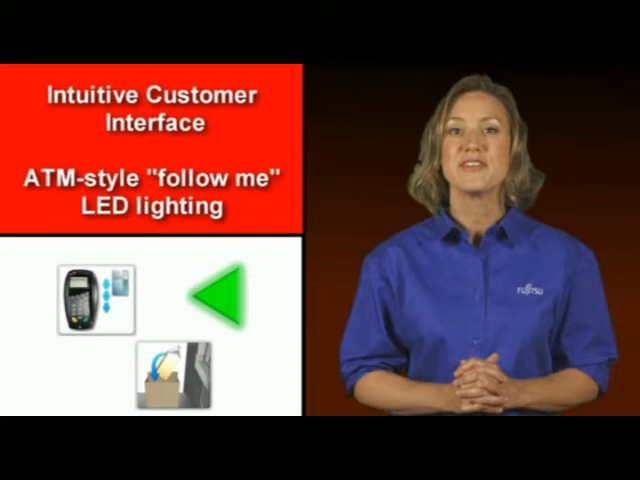 Intuitive Customer
Interface
ATM-style "follow me"
LED lighting
FUJITSU